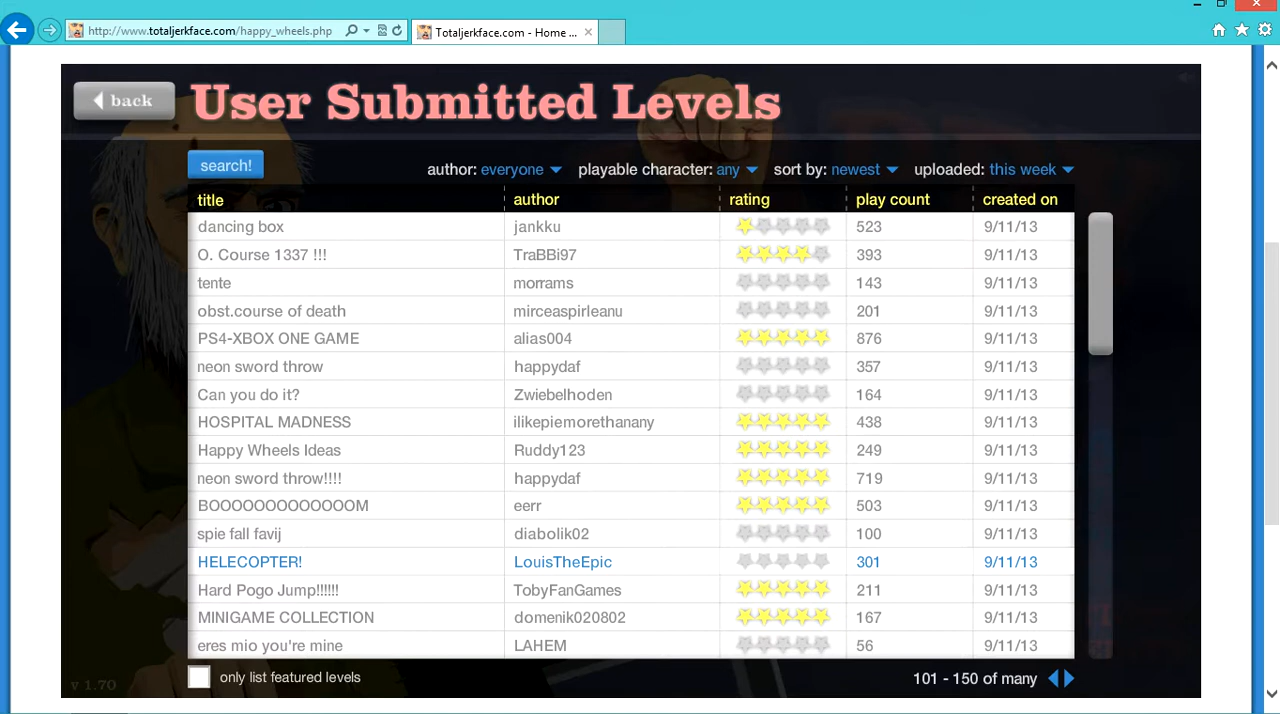 http://www.totaljerkface.com/happy_wheels.php
Totaljerkface.com - Home ...
back
User Submitted Levels
search!
author: everyone playable character: any sort by: newest uploaded: this week
title author rating play count created on
dancing box jankku 523 9/11/13
O. Course 1337 !!! TraBBi97 393 9/11/13
tente morrams 143 9/11/13
obst.course of death mirceaspirleanu 201 9/11/13
PS4-XBOX ONE GAME alias004 876 9/11/13
neon sword throw happydaf 357 9/11/13
Can you do it? Zwiebelhoden 164 9/11/13
HOSPITAL MADNESS ilikepiemorethanany 438 9/11/13
Happy Wheels Ideas Ruddy123 249 9/11/13
neon sword throw!!!! happydaf 719 9/11/13
BOOOOOOOOOOOOM eerr 503 9/11/13
spie fall favij diabolik02 100 9/11/13
HELECOPTER! LouisTheEpic 301 9/11/13
Hard Pogo Jump!!!!!! TobyFanGames 211 9/11/13
MINIGAME COLLECTION domenik020802 167 9/11/13
eres mio you're mine LAHEM 56 9/11/13
only list featured levels
101 - 150 of many
v 1.70